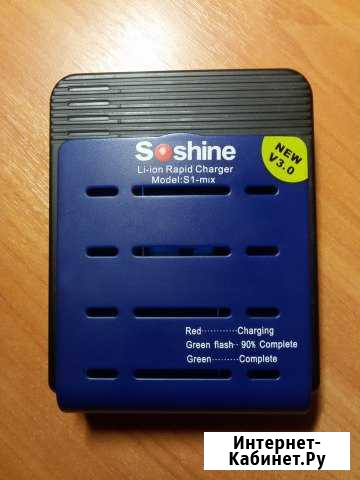 Soshine
Li-ion Rapid Charger
Model:S1-mix
NEW
V3.0
Red············Charging
Green flash·· 90% Complete
Green·········Complete
Интернет-
Кабинет.Ру